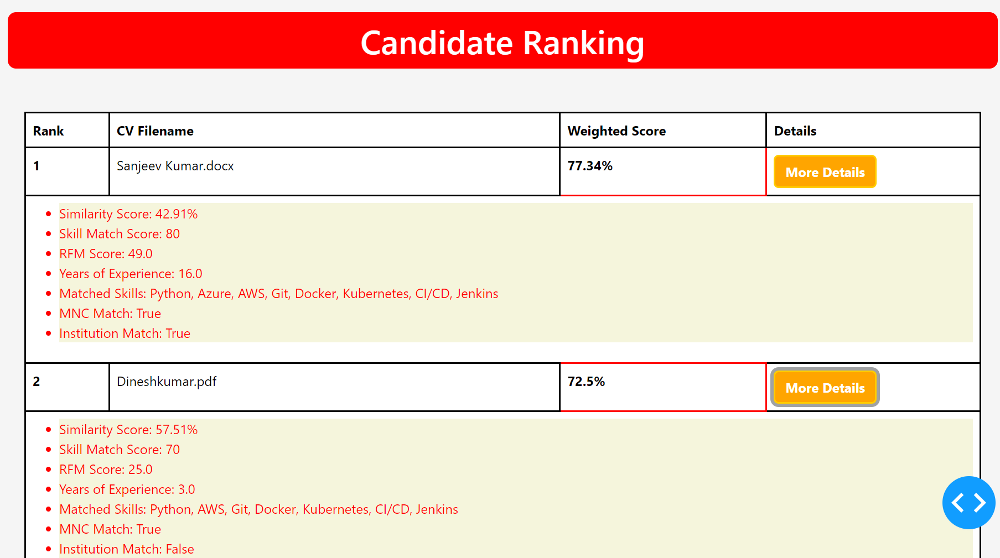 Candidate Ranking
Rank CV Filename Weighted Score Details
1 Sanjeev Kumar.docx 77.34% More Details
Similarity Score: 42.91%
Skill Match Score: 80
RFM Score: 49.0
Years of Experience: 16.0
Matched Skills: Python, Azure, AWS, Git, Docker, Kubernetes, CI/CD, Jenkins
MNC Match: True
Institution Match: True
2 Dineshkumar.pdf 72.5% More Details
Similarity Score: 57.51%
Skill Match Score: 70
RFM Score: 25.0
Years of Experience: 3.0
Matched Skills: Python, AWS, Git, Docker, Kubernetes, CI/CD, Jenkins
MNC Match: True
Institution Match: False